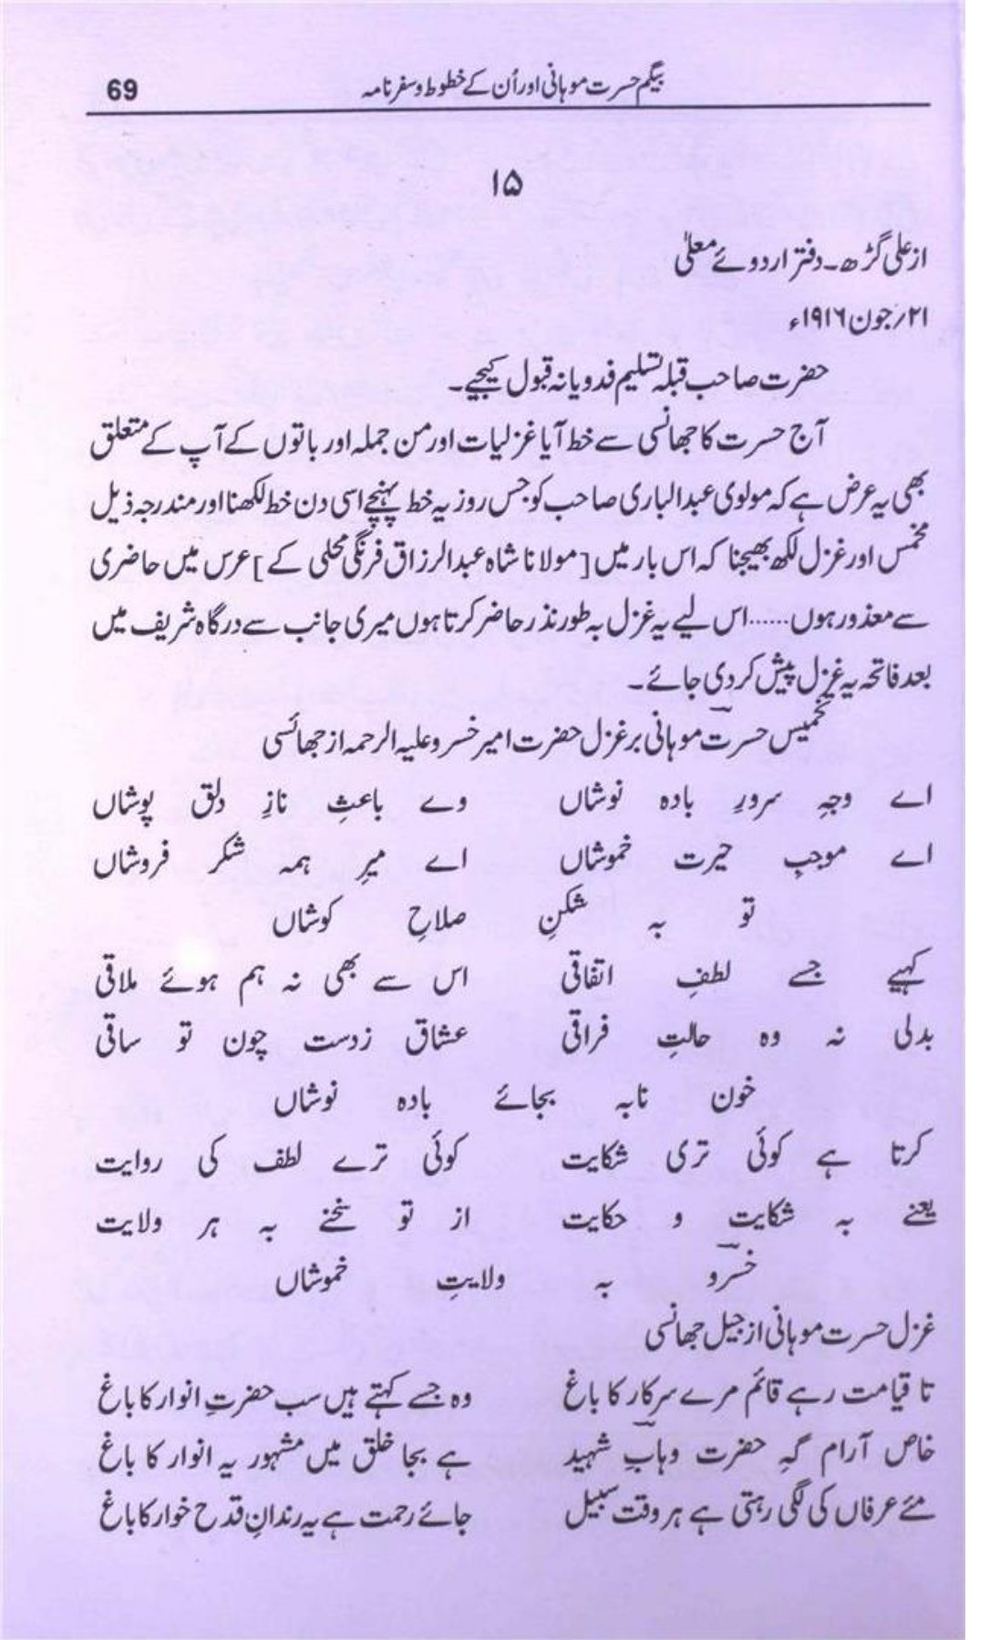 بیگم حسرت موہانی اور اُن کے خطوط و سفرنامہ 69
۱۵
از علی گڑھ۔ دفتر اردوئے معلیٰ
۲۱؍جون ۱۹۱۶ء
حضرت صاحب قبلہ تسلیم فدویانہ قبول کیجیے۔
آج حسرت کا جھانسی سے خط آیا غزلیات اور من جملہ اور باتوں کے آپ کے متعلق
بھی یہ عرض ہے کہ مولوی عبدالباری صاحب کو جس روز یہ خط پہنچے اسی دن خط لکھنا اور مندرجہ ذیل
مخمس اور غزل لکھ بھیجنا کہ اس بار میں [مولانا شاہ عبدالرزاق فرنگی محلی کے] عرس میں حاضری
سے معذور ہوں......اس لیے یہ غزل بہ طور نذر حاضر کرتا ہوں میری جانب سے درگاہ شریف میں
بعد فاتحہ یہ غزل پیش کردی جائے۔
تخمیس حسرتؔ موہانی برغزل حضرت امیر خسرو علیہ الرحمہ از جھانسی
اے وجہِ سرورِ بادہ نوشاں وے باعثِ نازِ دلق پوشاں
اے موجبِ حیرت خموشاں اے میرِ ہمہ شکر فروشاں
تو بہ شکنِ صلاحِ کوشاں
کہیے جسے لطفِ اتفاقی اس سے بھی نہ ہم ہوئے ملاقی
بدلی نہ وہ حالتِ فراقی عشاق زدست چون تو ساقی
خون نابہ بجائے بادہ نوشاں
کرتا ہے کوئی تری شکایت کوئی ترے لطف کی روایت
یعنے بہ شکایت و حکایت از تو سخنے بہ ہر ولایت
خسروؔ بہ ولایتِ خموشاں
غزل حسرت موہانی از جیل جھانسی
تا قیامت رہے قائم مرے سرکار کا باغ وہ جسے کہتے ہیں سب حضرتِ انوار کا باغ
خاص آرام گہِ حضرت وہابِ شہید ہے بجا خلق میں مشہور یہ انوار کا باغ
مئے عرفاں کی لگی رہتی ہے ہر وقت سبیل جائے رحمت ہے یہ رندانِ قدح خوار کا باغ